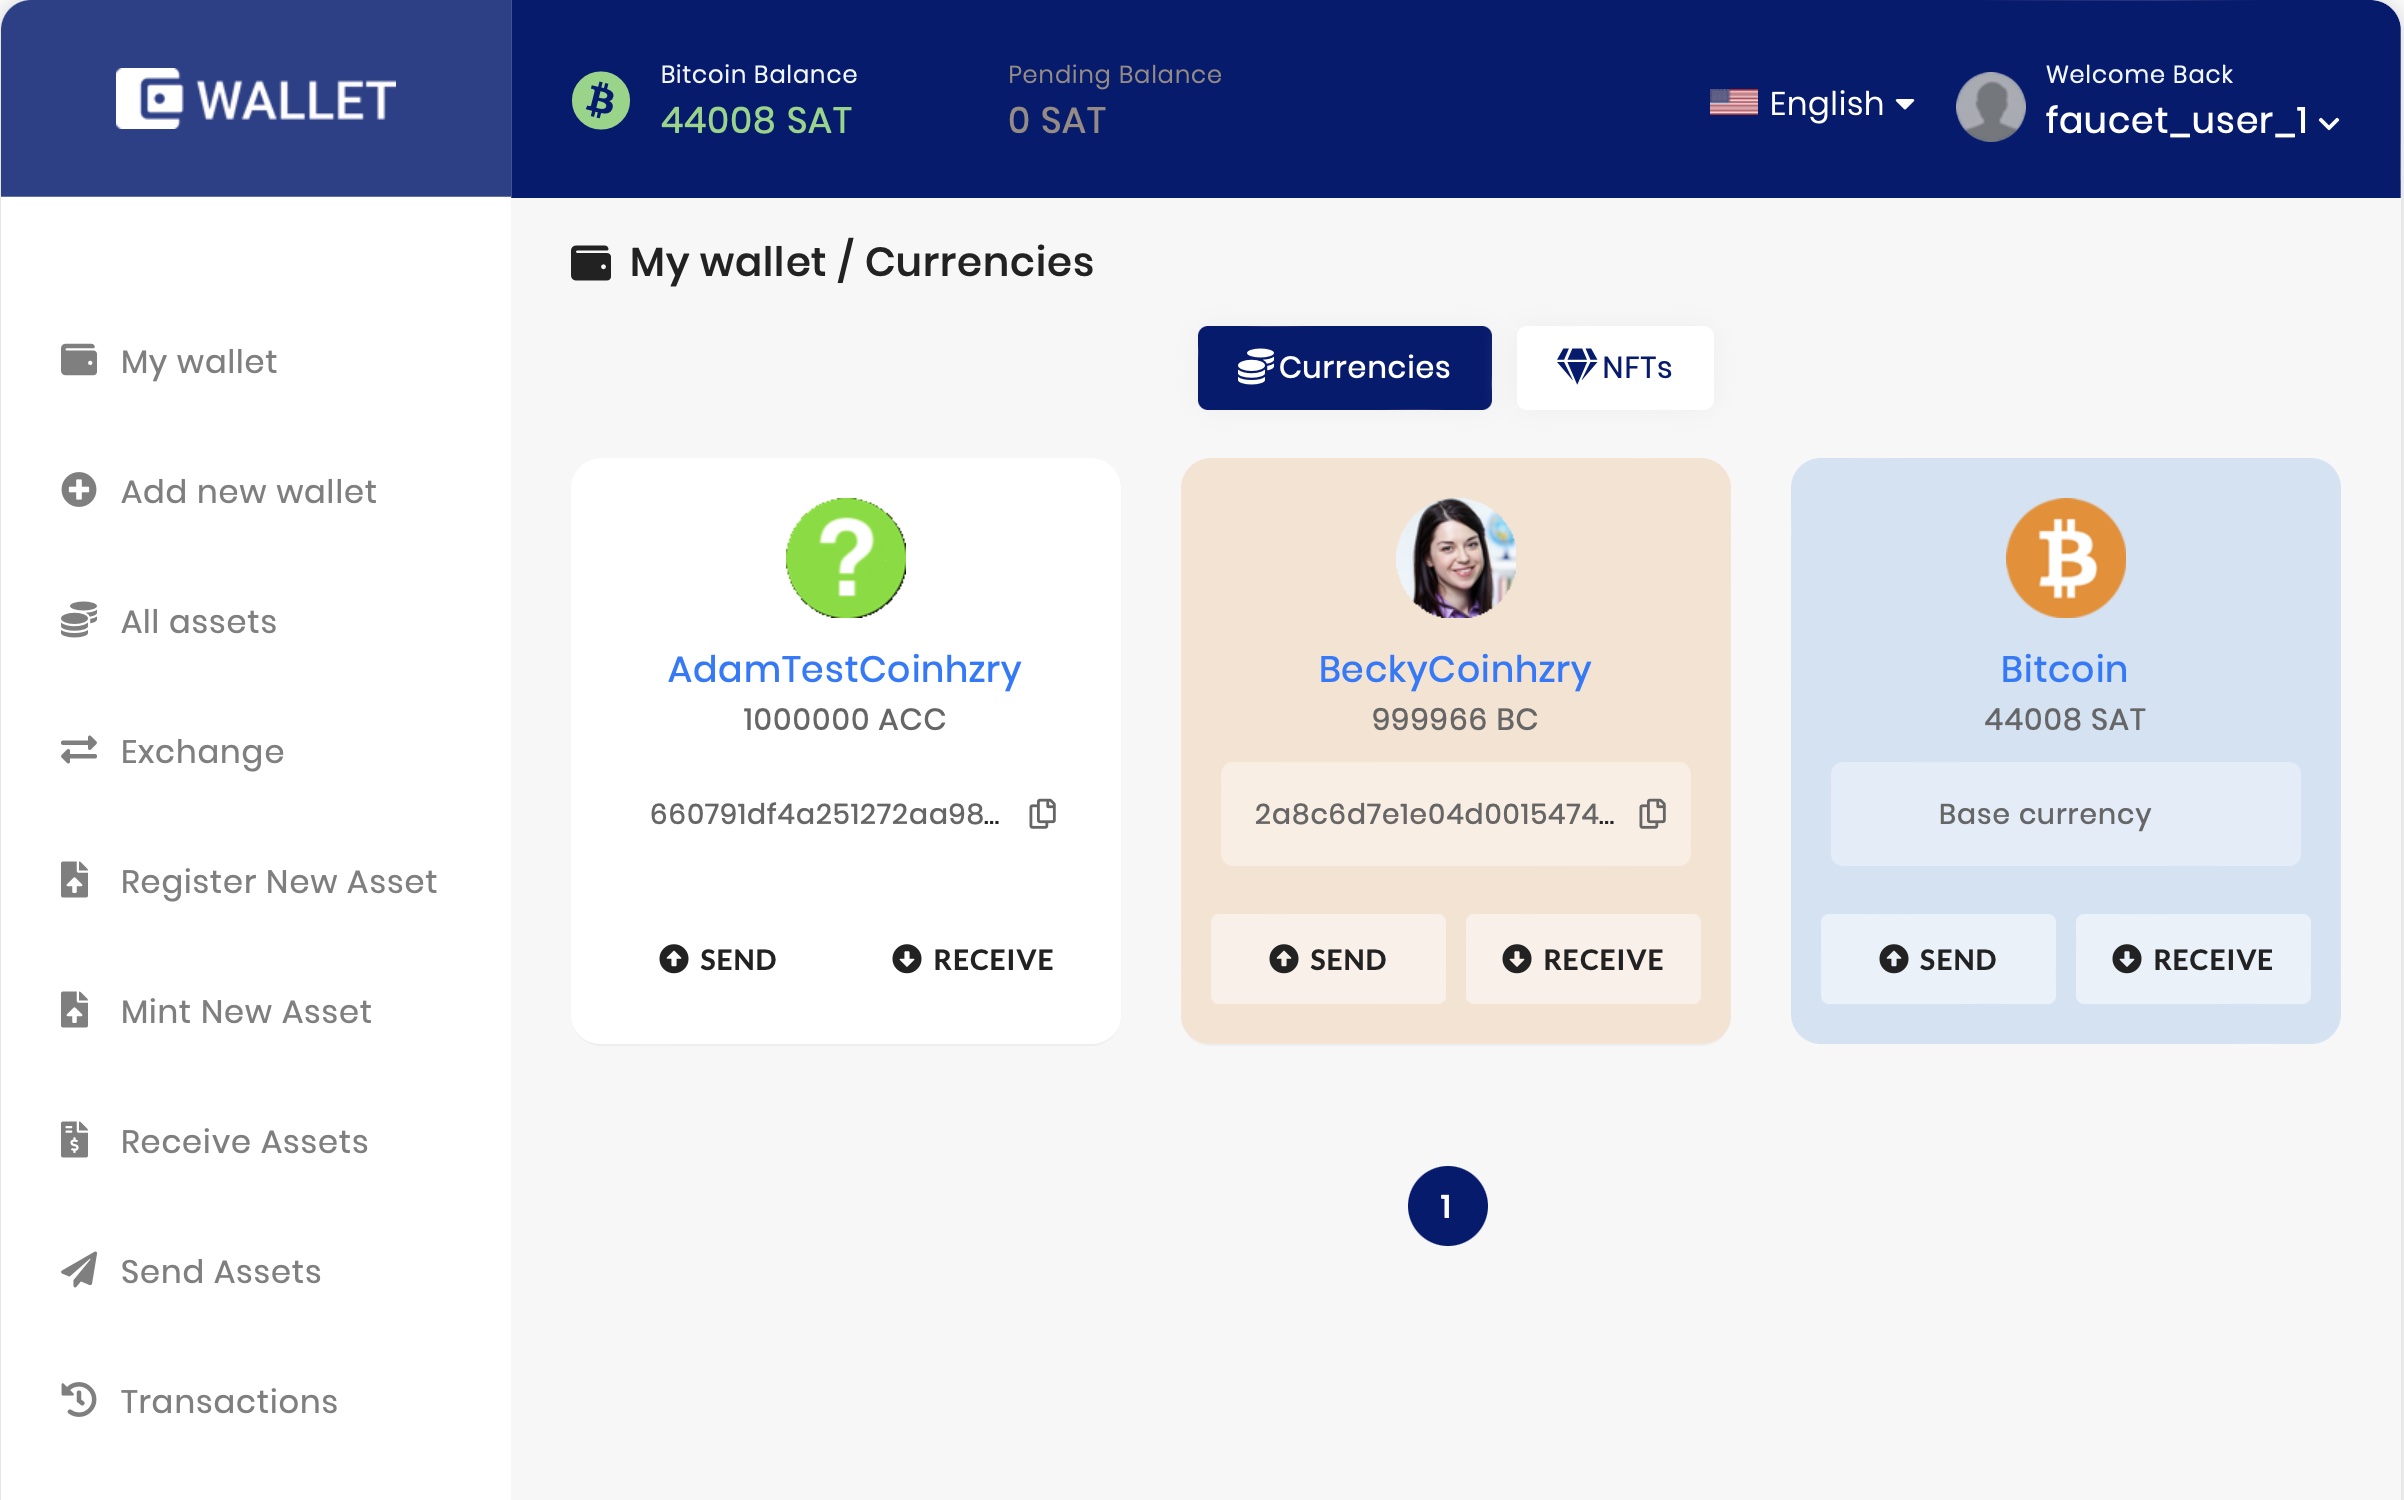 WALLET
Bitcoin Balance
44008 SAT
Pending Balance
0 SAT
English
Welcome Back
faucet_user_1
My wallet / Currencies
Currencies
NFTs
My wallet
Add new wallet
All assets
Exchange
Register New Asset
Mint New Asset
Receive Assets
Send Assets
Transactions
?
AdamTestCoinhzry
1000000 ACC
660791df4a251272aa98...
SEND
RECEIVE
BeckyCoinhzry
999966 BC
2a8c6d7e1e04d0015474...
SEND
RECEIVE
Bitcoin
44008 SAT
Base currency
SEND
RECEIVE
1